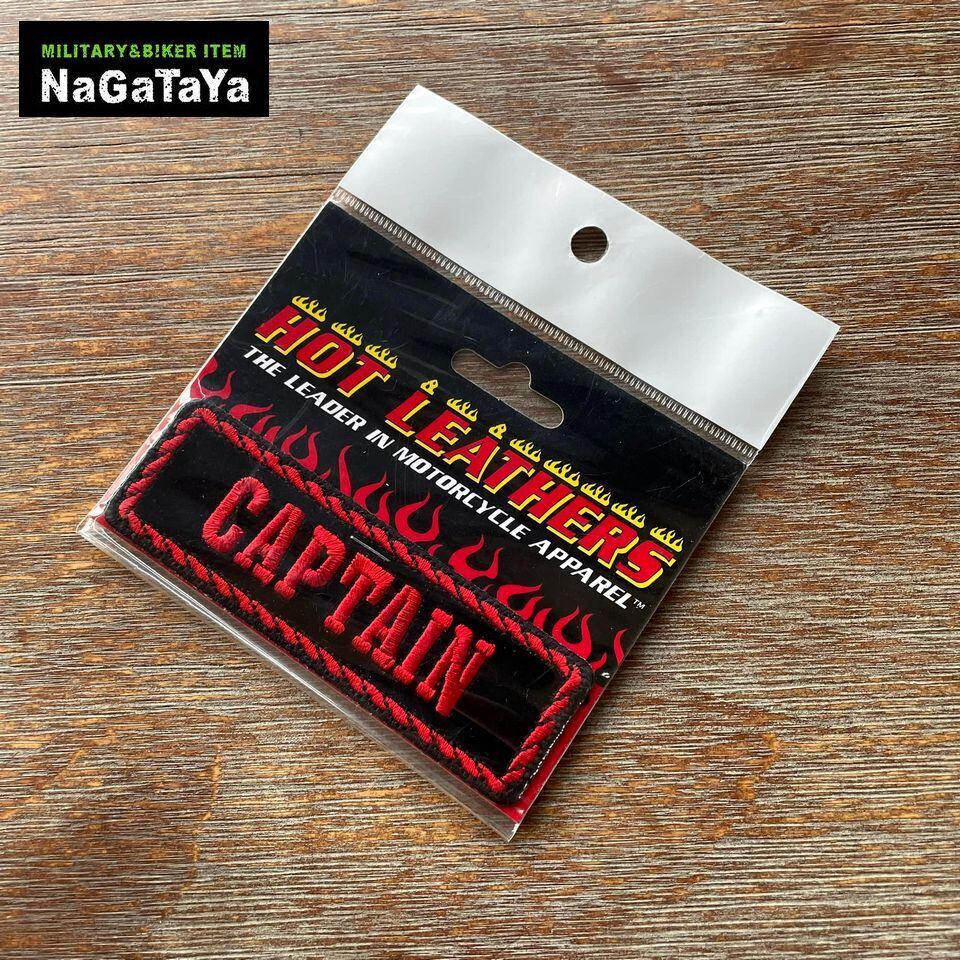 MILITARY&BIKER ITEM
NaGaTaYa
HOT LEATHERS
THE LEADER IN MOTORCYCLE APPAREL™
CAPTAIN